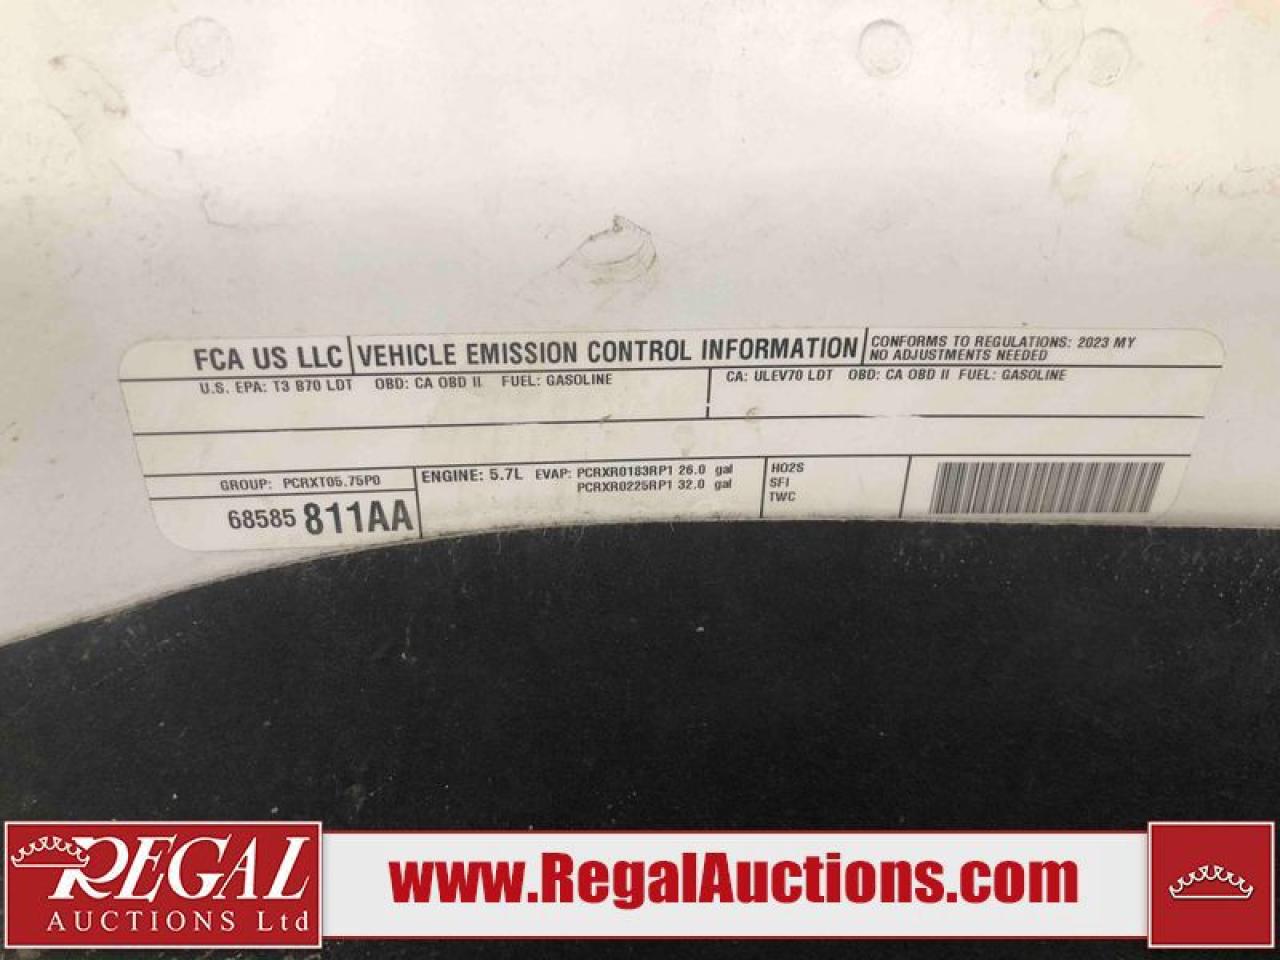 FCA US LLC VEHICLE EMISSION CONTROL INFORMATION CONFORMS TO REGULATIONS: 2023 MY
NO ADJUSTMENTS NEEDED
U.S. EPA: T3 B70 LDT OBD: CA OBD II FUEL: GASOLINE
CA: ULEV70 LDT OBD: CA OBD II FUEL: GASOLINE
GROUP: PCRXT05.75P0
68585 811AA
ENGINE: 5.7L EVAP: PCRXR0183RP1 26.0 gal
PCRXR0225RP1 32.0 gal
HO2S
SFI
TWC
REGAL
AUCTIONS Ltd
www.RegalAuctions.com